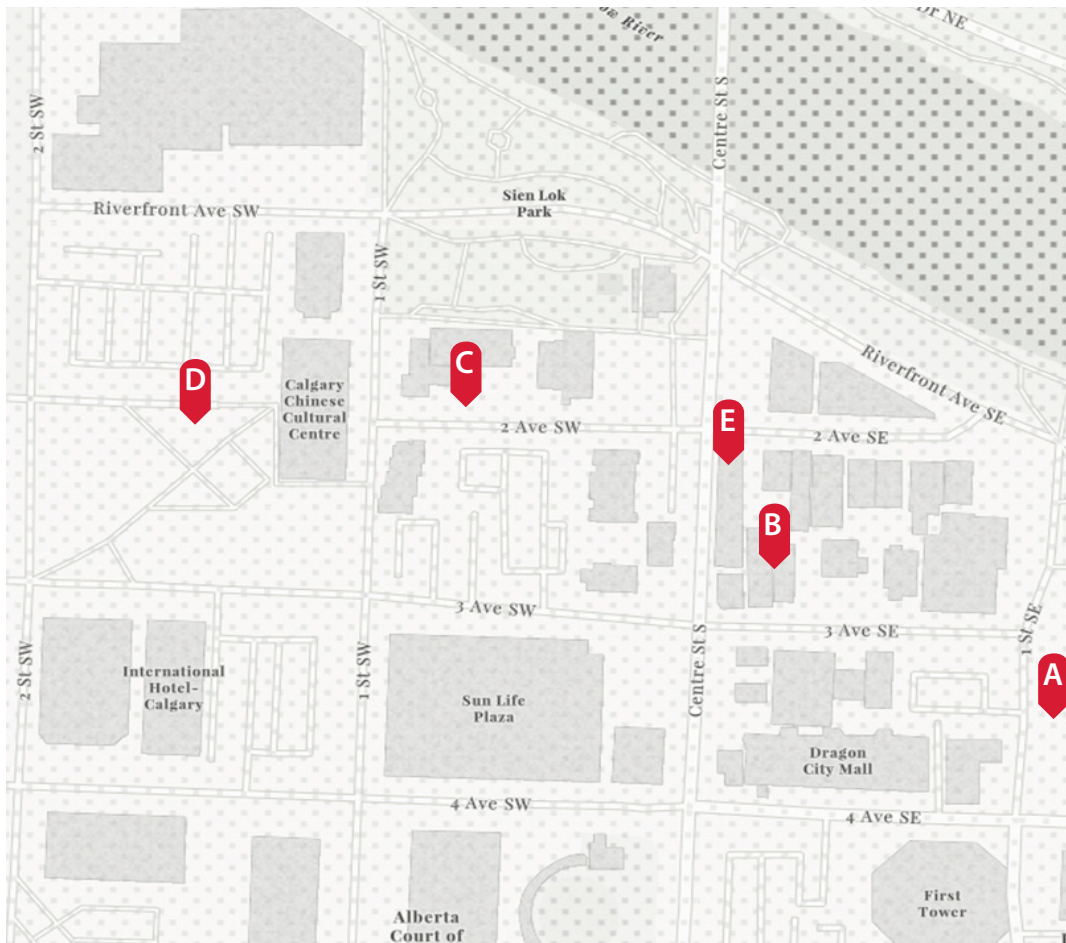 Dr NE
River
2 St SW
Centre St S
Sien Lok
Park
Riverfront Ave SW
1 St SW
Riverfront Ave SE
D
C
Calgary
Chinese
Cultural
Centre
E
2 Ave SW
2 Ave SE
B
3 Ave SW
3 Ave SE
1 St SE
2 St SW
International
Hotel-
Calgary
1 St SW
Sun Life
Plaza
Centre St S
A
Dragon
City Mall
4 Ave SW
4 Ave SE
First
Tower
Alberta
Court of